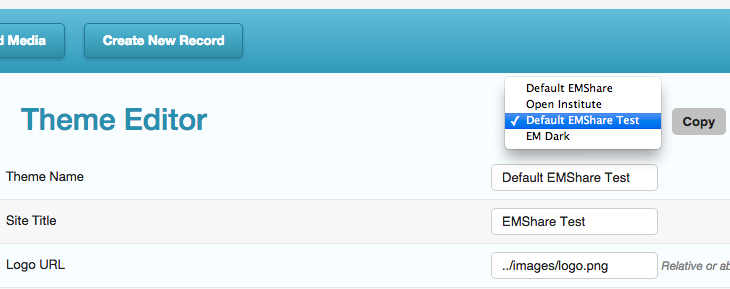 d Media
Create New Record
Theme Editor
Default EMShare
Open Institute
✓ Default EMShare Test
EM Dark
Copy
Theme Name
Default EMShare Test
Site Title
EMShare Test
Logo URL
../images/logo.png
Relative or ab